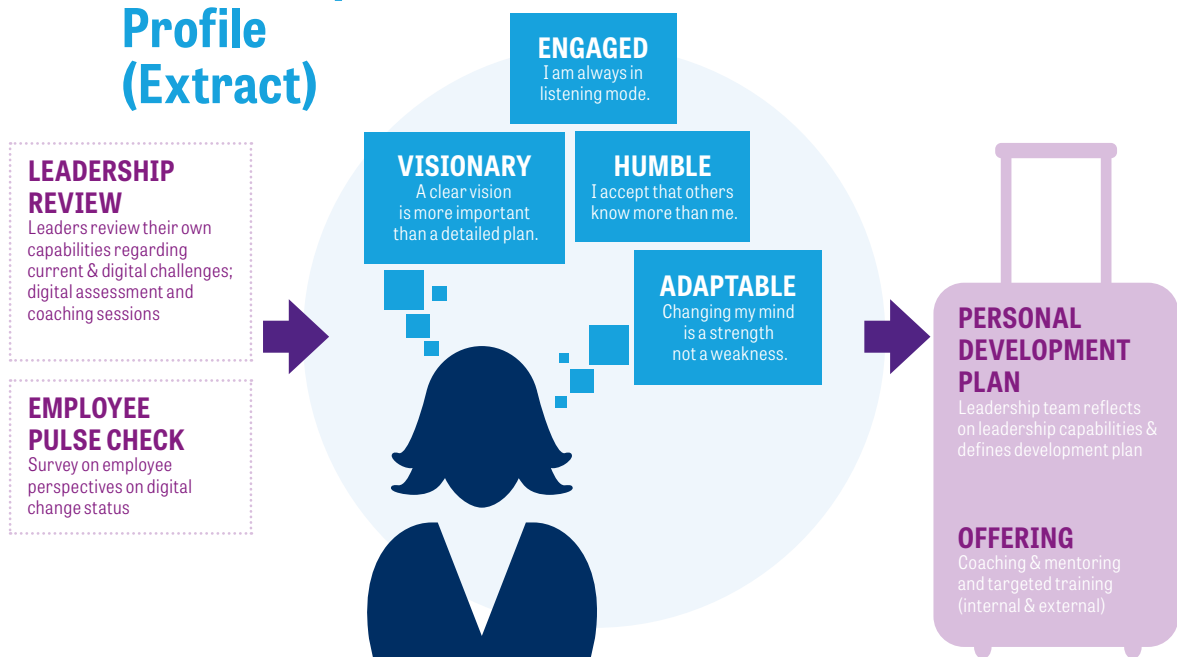 Profile
(Extract)
LEADERSHIP
REVIEW
Leaders review their own
capabilities regarding
current & digital challenges;
digital assessment and
coaching sessions
EMPLOYEE
PULSE CHECK
Survey on employee
perspectives on digital
change status
ENGAGED
I am always in
listening mode.
VISIONARY
A clear vision
is more important
than a detailed plan.
HUMBLE
I accept that others
know more than me.
ADAPTABLE
Changing my mind
is a strength
not a weakness.
PERSONAL
DEVELOPMENT
PLAN
Leadership team reflects
on leadership capabilities &
defines development plan
OFFERING
Coaching & mentoring
and targeted training
(internal & external)